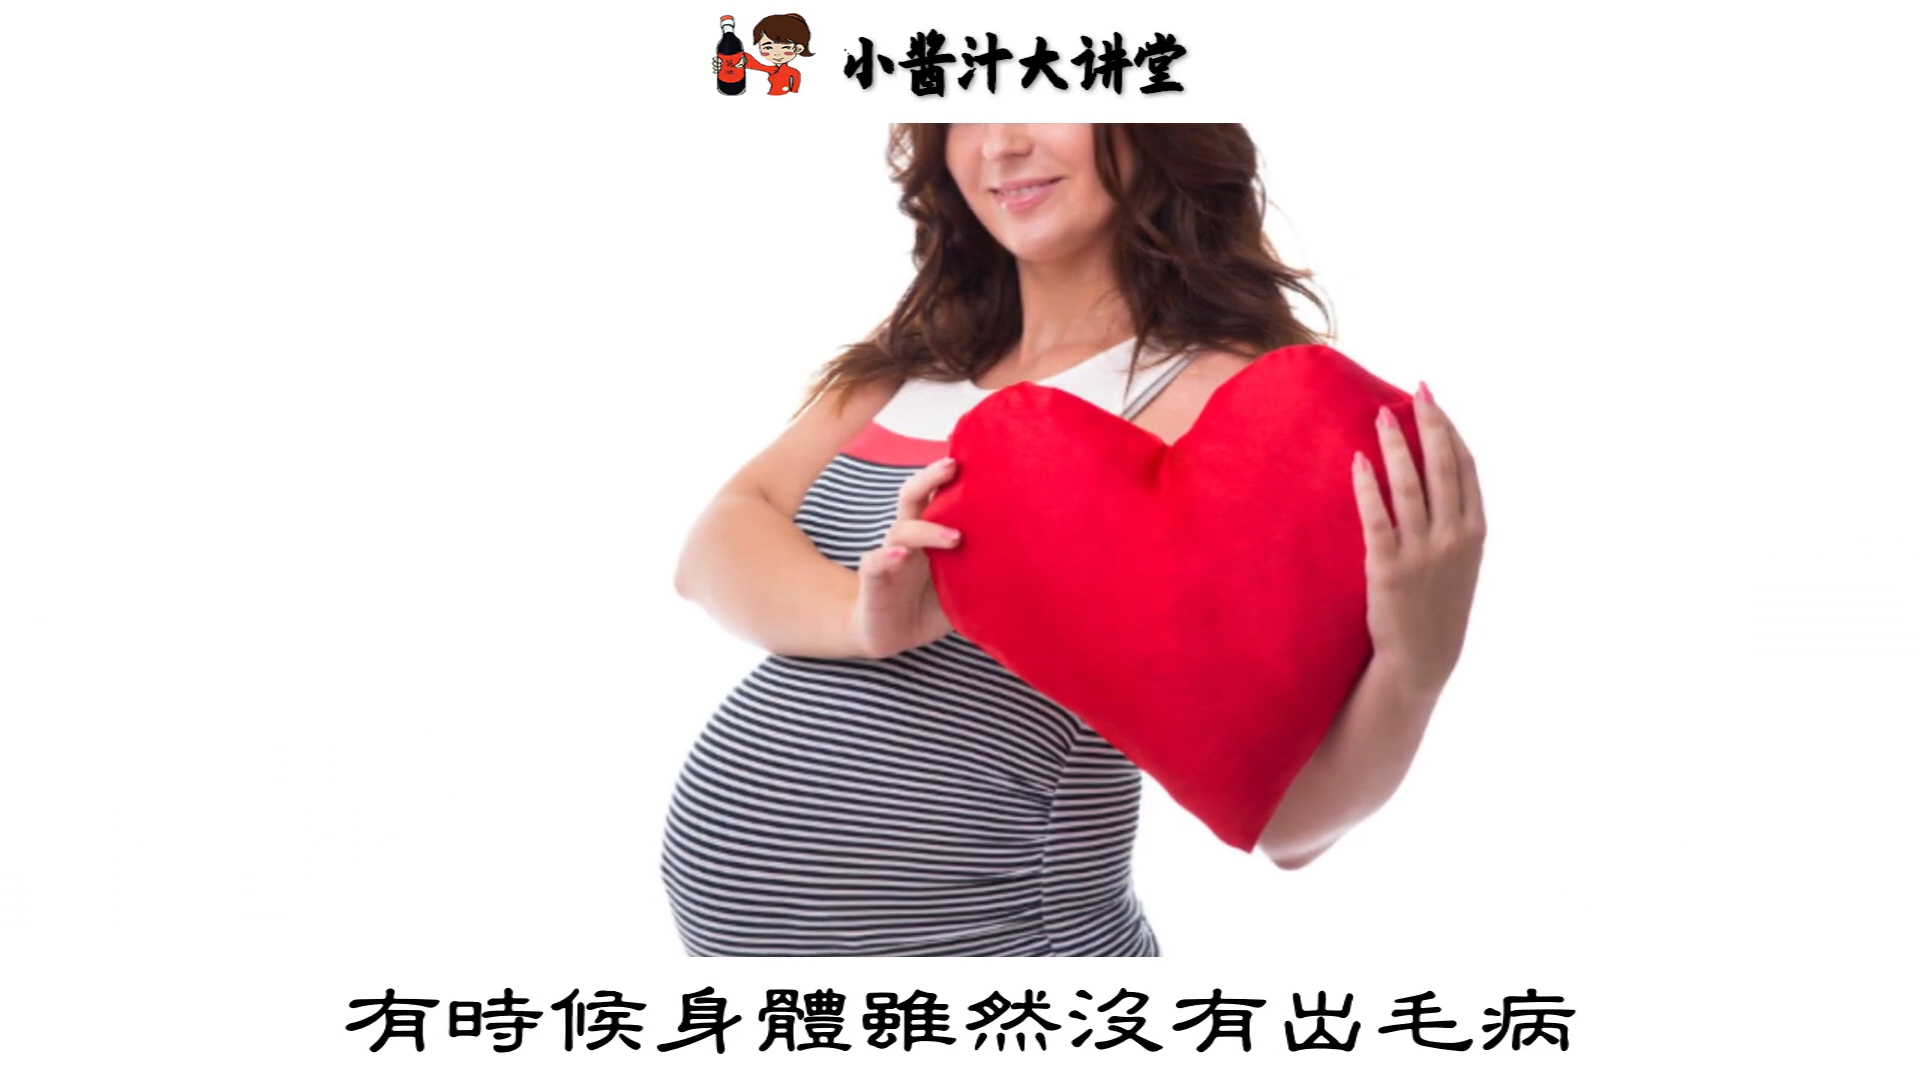 小酱汁大讲堂
有時候身體雖然沒有出毛病